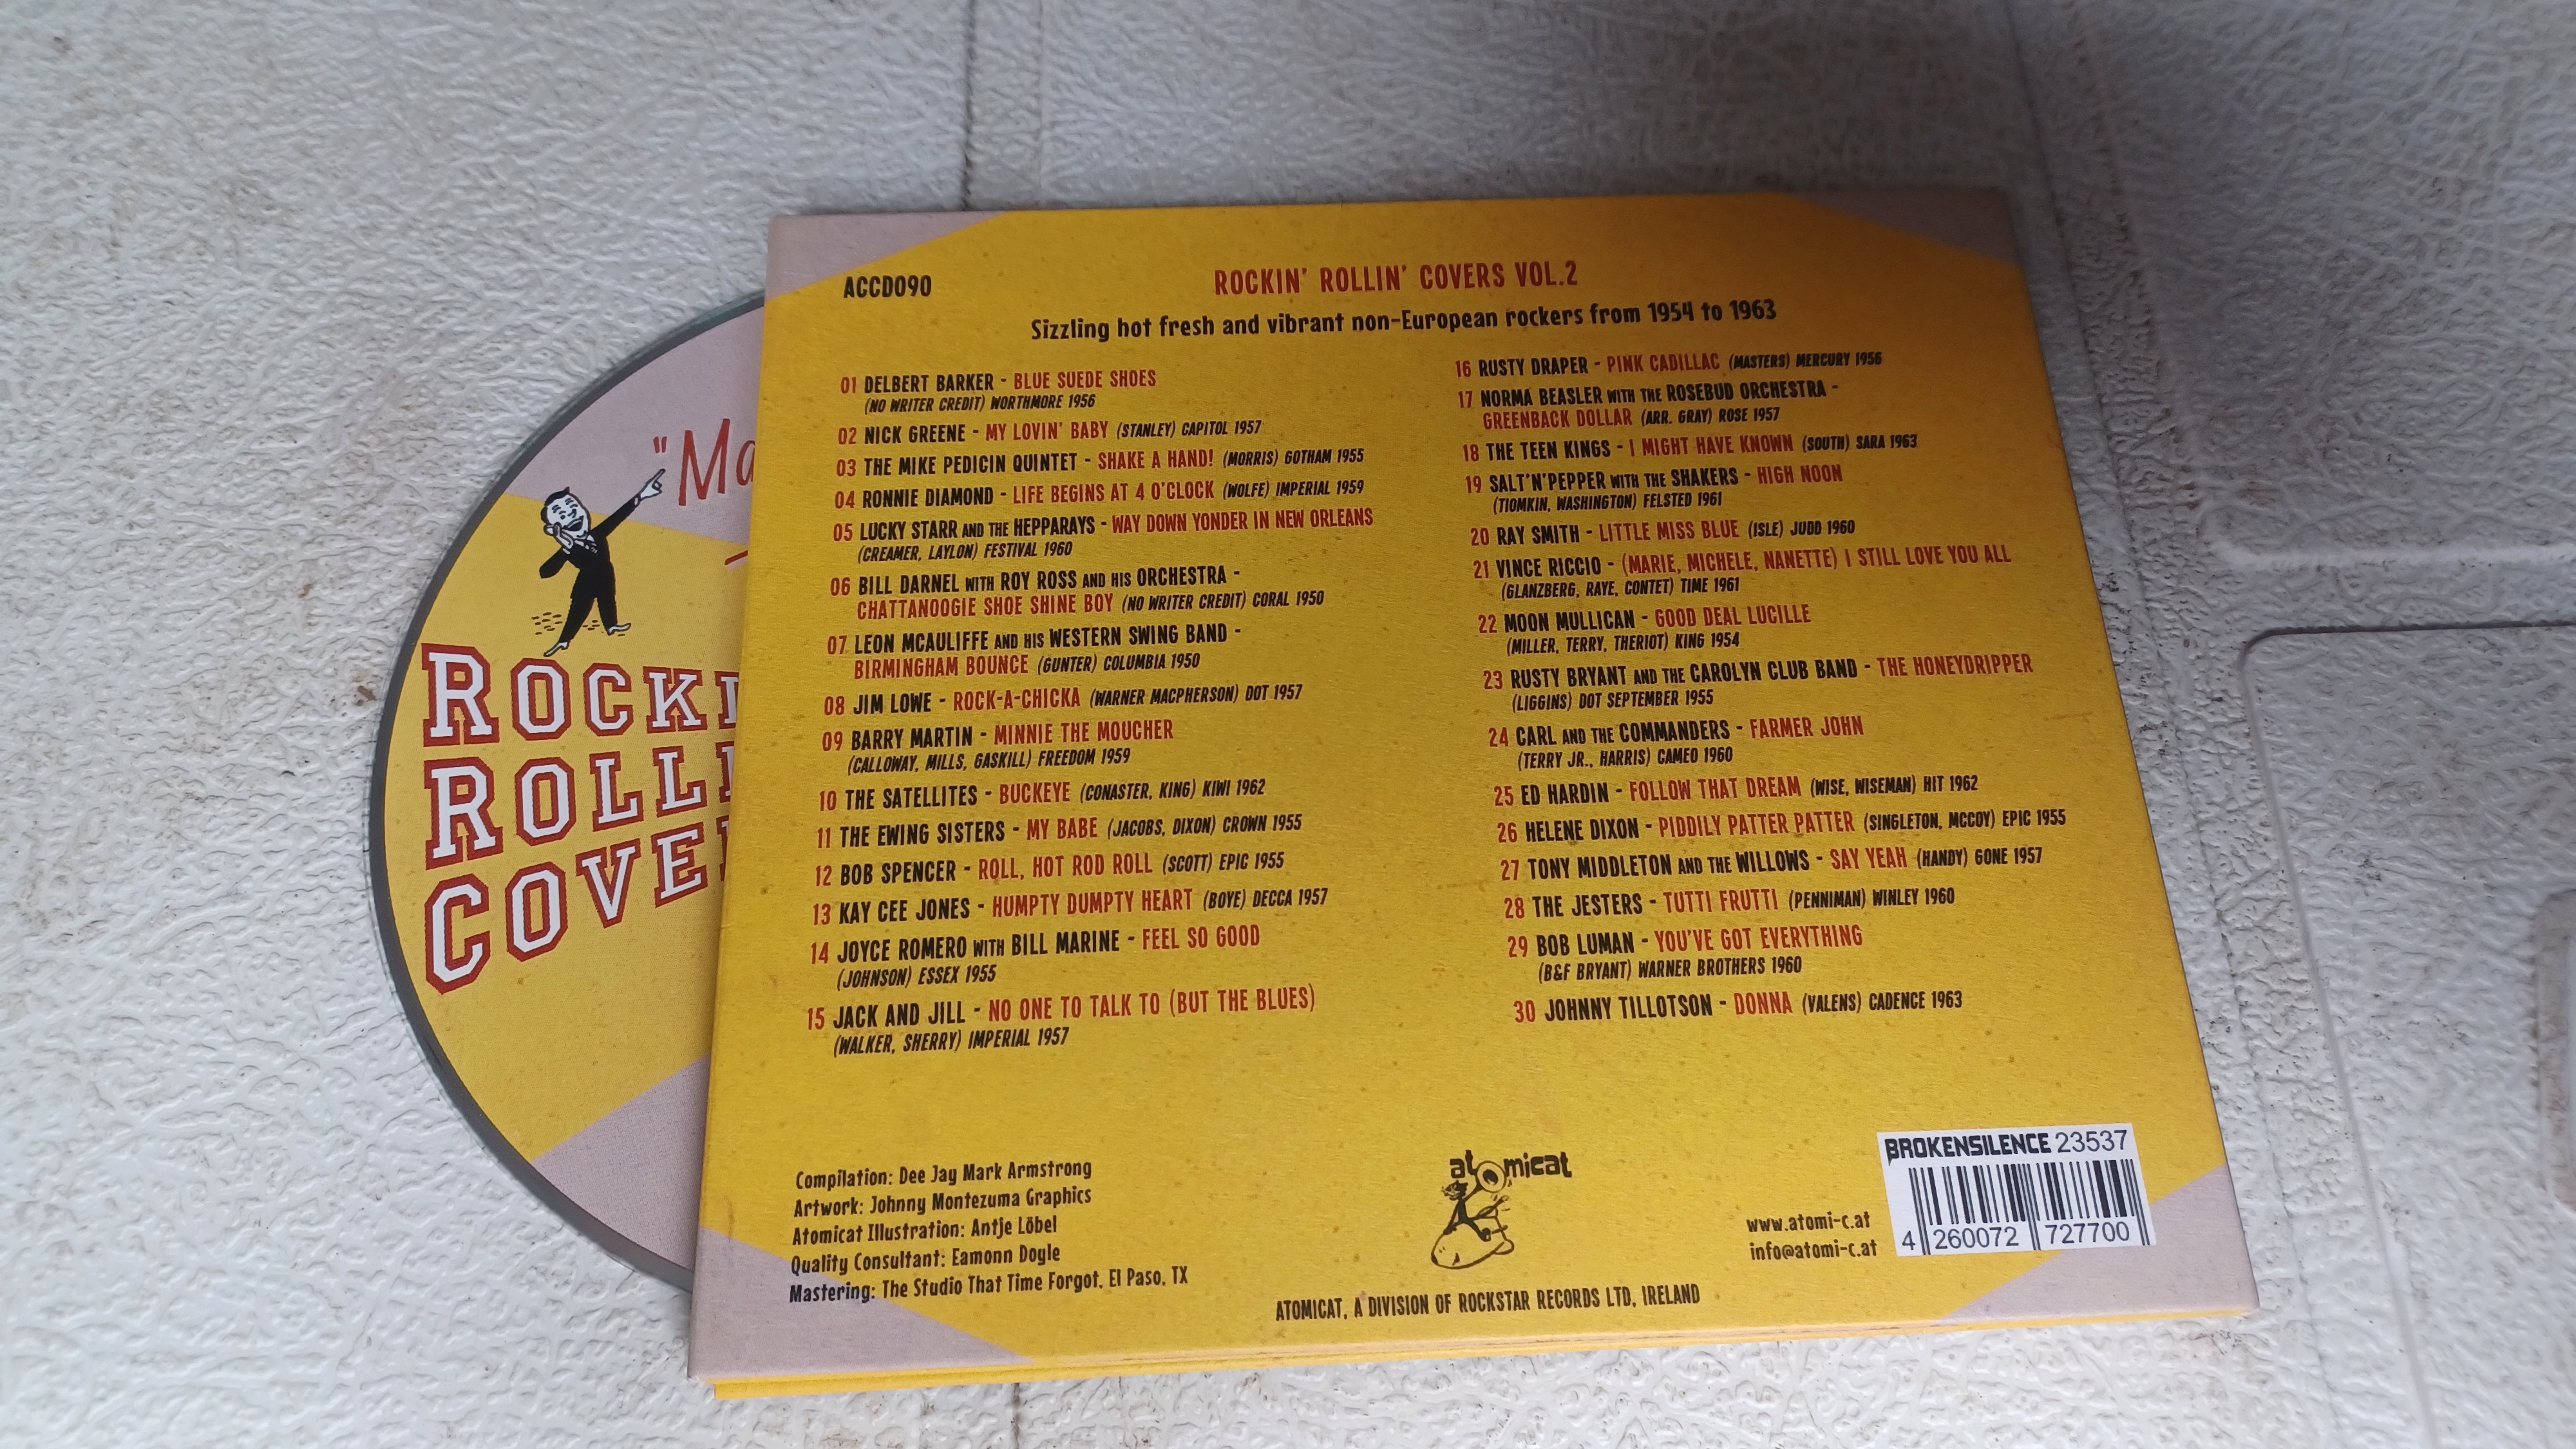 "Ma
ROCKI
ROLLI
COVE
ACCD090
ROCKIN' ROLLIN' COVERS VOL.2
Sizzling hot fresh and vibrant non-European rockers from 1954 to 1963
01 DELBERT BARKER - BLUE SUEDE SHOES
(NO WRITER CREDIT) WORTHMORE 1956
02 NICK GREENE - MY LOVIN' BABY (STANLEY) CAPITOL 1957
03 THE MIKE PEDICIN QUINTET - SHAKE A HAND! (MORRIS) GOTHAM 1955
04 RONNIE DIAMOND - LIFE BEGINS AT 4 O'CLOCK (WOLFE) IMPERIAL 1959
05 LUCKY STARR AND THE HEPPARAYS - WAY DOWN YONDER IN NEW ORLEANS
(CREAMER, LAYLON) FESTIVAL 1960
06 BILL DARNEL WITH ROY ROSS AND HIS ORCHESTRA -
CHATTANOOGIE SHOE SHINE BOY (NO WRITER CREDIT) CORAL 1950
07 LEON MCAULIFFE AND HIS WESTERN SWING BAND -
BIRMINGHAM BOUNCE (GUNTER) COLUMBIA 1950
08 JIM LOWE - ROCK-A-CHICKA (WARNER MACPHERSON) DOT 1957
09 BARRY MARTIN - MINNIE THE MOUCHER
(CALLOWAY, MILLS, GASKILL) FREEDOM 1959
10 THE SATELLITES - BUCKEYE (CONASTER, KING) KIWI 1962
11 THE EWING SISTERS - MY BABE (JACOBS, DIXON) CROWN 1955
12 BOB SPENCER - ROLL, HOT ROD ROLL (SCOTT) EPIC 1955
13 KAY CEE JONES - HUMPTY DUMPTY HEART (BOYE) DECCA 1957
14 JOYCE ROMERO WITH BILL MARINE - FEEL SO GOOD
(JOHNSON) ESSEX 1955
15 JACK AND JILL - NO ONE TO TALK TO (BUT THE BLUES)
(WALKER, SHERRY) IMPERIAL 1957
16 RUSTY DRAPER - PINK CADILLAC (MASTERS) MERCURY 1956
17 NORMA BEASLER WITH THE ROSEBUD ORCHESTRA -
GREENBACK DOLLAR (ARR. GRAY) ROSE 1957
18 THE TEEN KINGS - I MIGHT HAVE KNOWN (SOUTH) SARA 1963
19 SALT'N'PEPPER WITH THE SHAKERS - HIGH NOON
(TIOMKIN, WASHINGTON) FELSTED 1961
20 RAY SMITH - LITTLE MISS BLUE (ISLE) JUDD 1960
21 VINCE RICCIO - (MARIE, MICHELE, NANETTE) I STILL LOVE YOU ALL
(GLANZBERG, RAYE, CONTET) TIME 1961
22 MOON MULLICAN - GOOD DEAL LUCILLE
(MILLER, TERRY, THERIOT) KING 1954
23 RUSTY BRYANT AND THE CAROLYN CLUB BAND - THE HONEYDRIPPER
(LIGGINS) DOT SEPTEMBER 1955
24 CARL AND THE COMMANDERS - FARMER JOHN
(TERRY JR., HARRIS) CAMEO 1960
25 ED HARDIN - FOLLOW THAT DREAM (WISE, WISEMAN) HIT 1962
26 HELENE DIXON - PIDDILY PATTER PATTER (SINGLETON, MCCOY) EPIC 1955
27 TONY MIDDLETON AND THE WILLOWS - SAY YEAH (HANDY) GONE 1957
28 THE JESTERS - TUTTI FRUTTI (PENNIMAN) WINLEY 1960
29 BOB LUMAN - YOU'VE GOT EVERYTHING
(B&F BRYANT) WARNER BROTHERS 1960
30 JOHNNY TILLOTSON - DONNA (VALENS) CADENCE 1963
Compilation: Dee Jay Mark Armstrong
Artwork: Johnny Montezuma Graphics
Atomicat Illustration: Antje Löbel
Quality Consultant: Eamonn Doyle
Mastering: The Studio That Time Forgot, El Paso, TX
atomicat
ATOMICAT, A DIVISION OF ROCKSTAR RECORDS LTD, IRELAND
www.atomi-c.at
info@atomi-c.at
BROKENSILENCE 23537
4 260072 727700